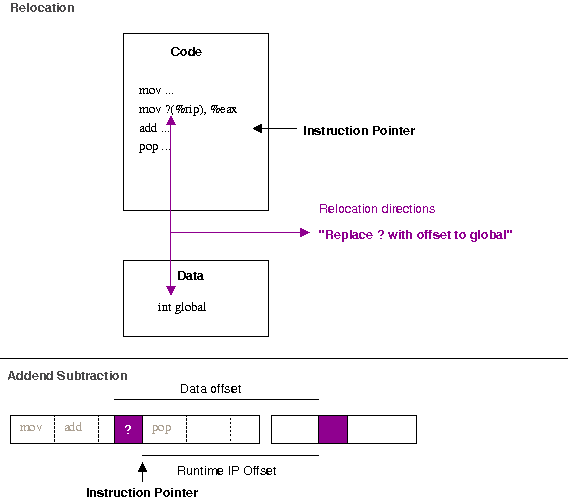 Relocation
Code
mov ...
mov ?(%rip), %eax
add ...
pop ...
Instruction Pointer
Relocation directions
"Replace ? with offset to global"
Data
int global
Addend Subtraction
Data offset
mov add ? pop
Runtime IP Offset
Instruction Pointer